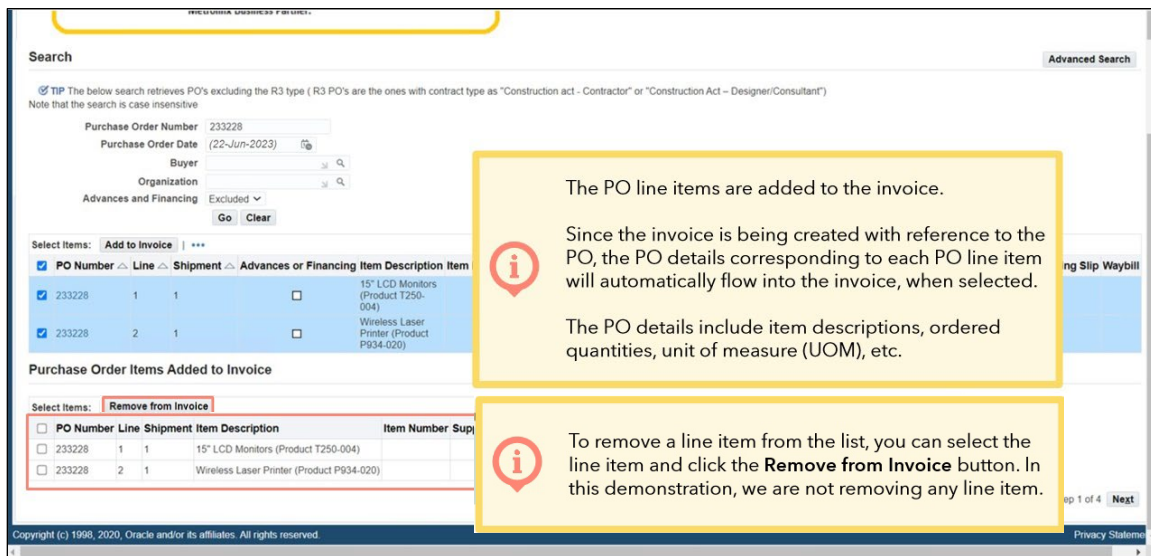 Business Partner.
Search
Advanced Search
TIP The below search retrieves PO's excluding the R3 type ( R3 PO's are the ones with contract type as "Construction act - Contractor" or "Construction Act – Designer/Consultant")
Note that the search is case insensitive
Purchase Order Number 233228
Purchase Order Date (22-Jun-2023)
Buyer
Organization
Advances and Financing Excluded
Go Clear
Select Items: Add to Invoice | •••
PO Number Line Shipment Advances or Financing Item Description Item
ng Slip Waybill
233228 1 1 15" LCD Monitors
(Product T250-
004)
233228 2 1 Wireless Laser
Printer (Product
P934-020)
The PO line items are added to the invoice.
Since the invoice is being created with reference to the
PO, the PO details corresponding to each PO line item
will automatically flow into the invoice, when selected.
The PO details include item descriptions, ordered
quantities, unit of measure (UOM), etc.
Purchase Order Items Added to Invoice
Select Items: Remove from Invoice
PO Number Line Shipment Item Description Item Number Supp
233228 1 1 15" LCD Monitors (Product T250-004)
233228 2 1 Wireless Laser Printer (Product P934-020)
To remove a line item from the list, you can select the
line item and click the Remove from Invoice button. In
this demonstration, we are not removing any line item.
ep 1 of 4 Next
Copyright (c) 1998, 2020, Oracle and/or its affiliates. All rights reserved.
Privacy Stateme